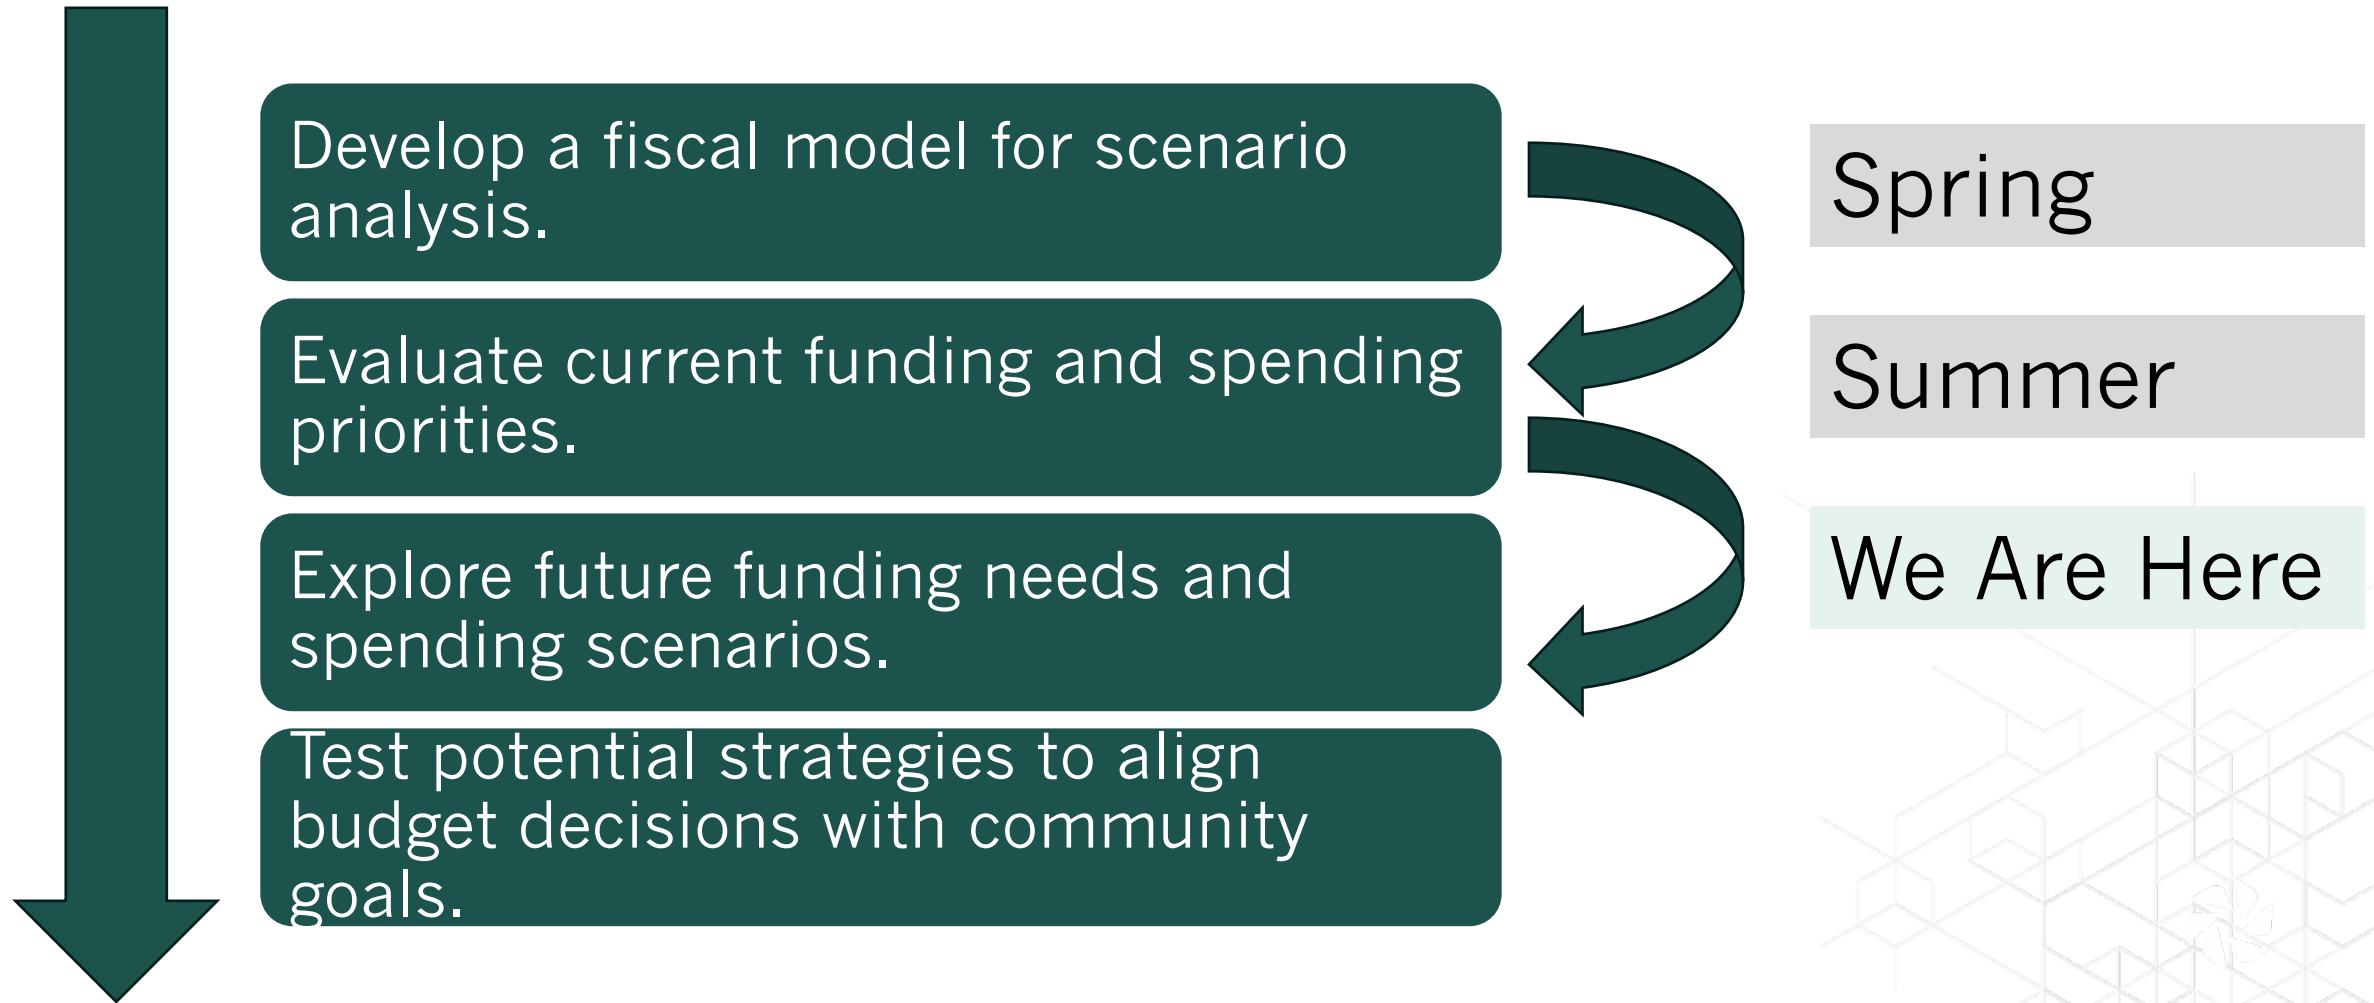 Develop a fiscal model for scenario
analysis.
Spring
Evaluate current funding and spending
priorities.
Summer
Explore future funding needs and
spending scenarios.
We Are Here
Test potential strategies to align
budget decisions with community
goals.